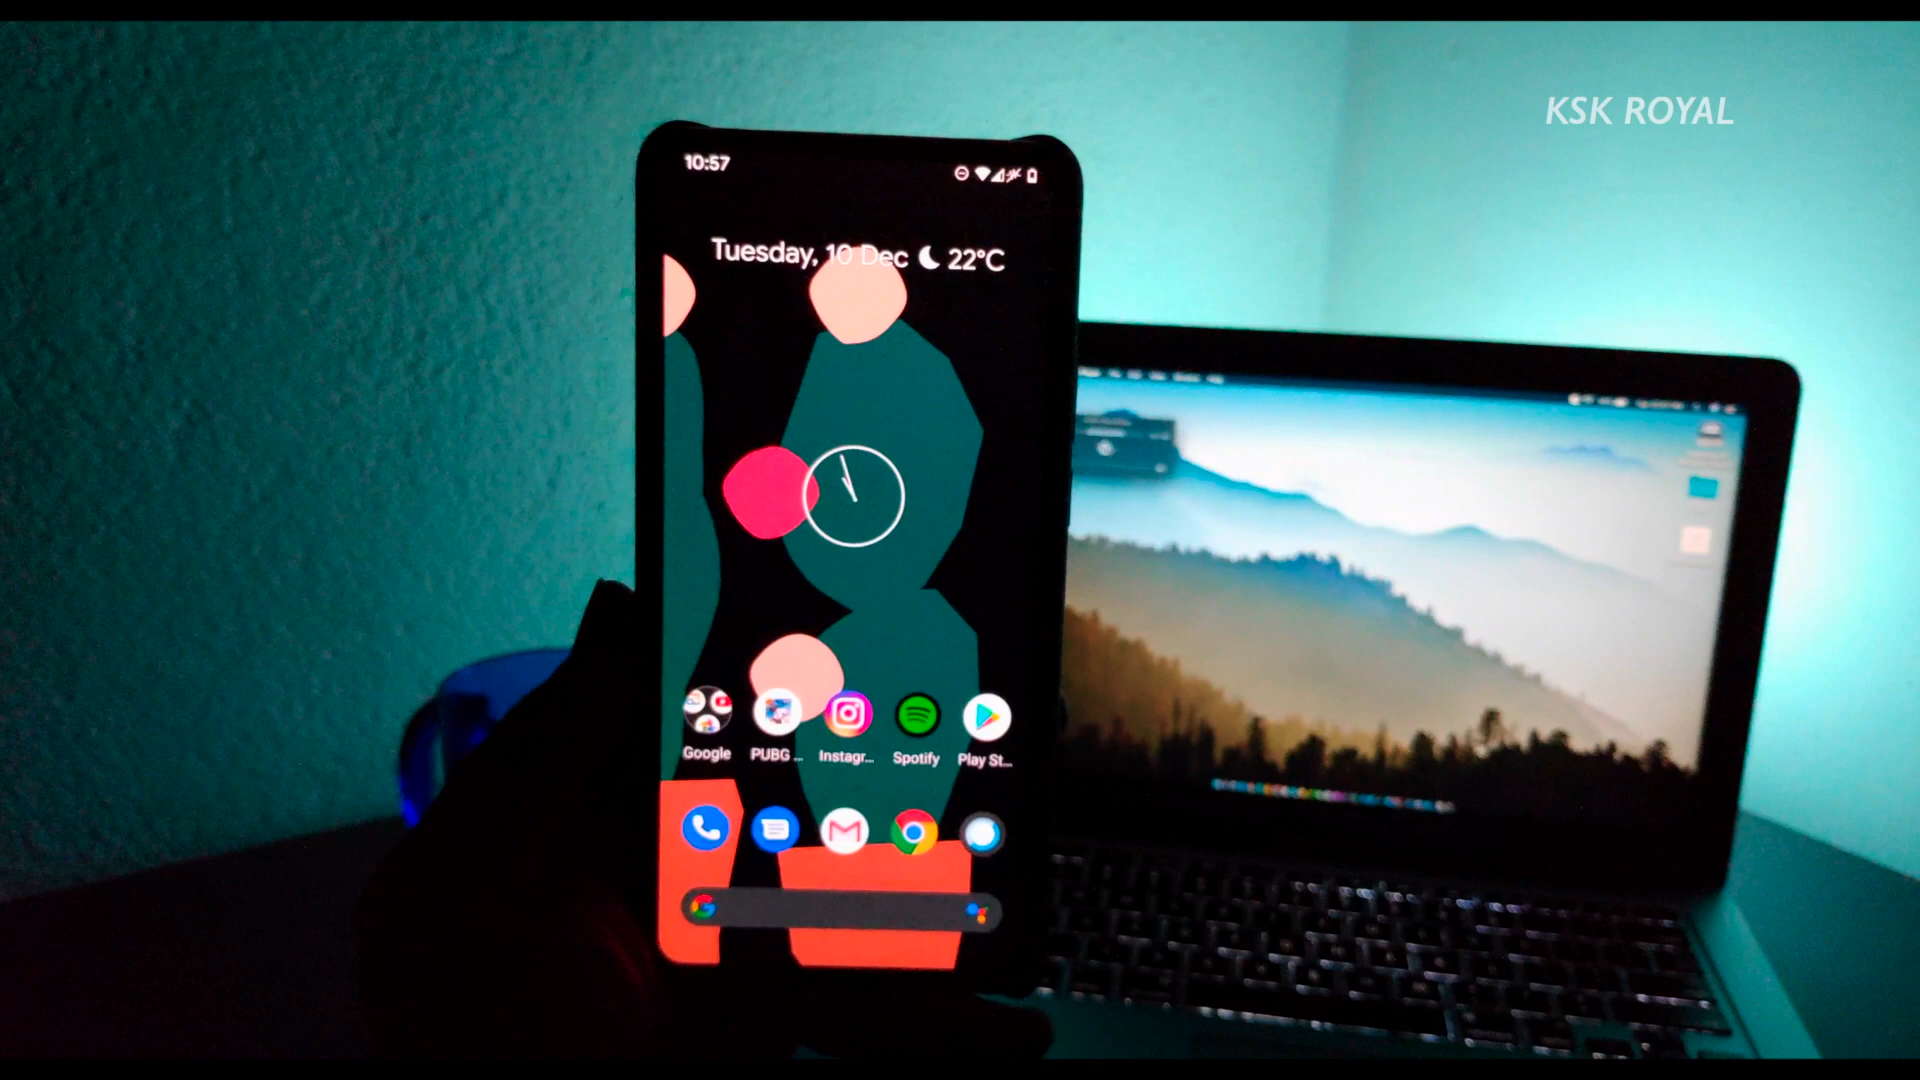 KSK ROYAL
10:57
Tuesday, 10 Dec 22°C
Google PUBG ... Instagr... Spotify Play St...